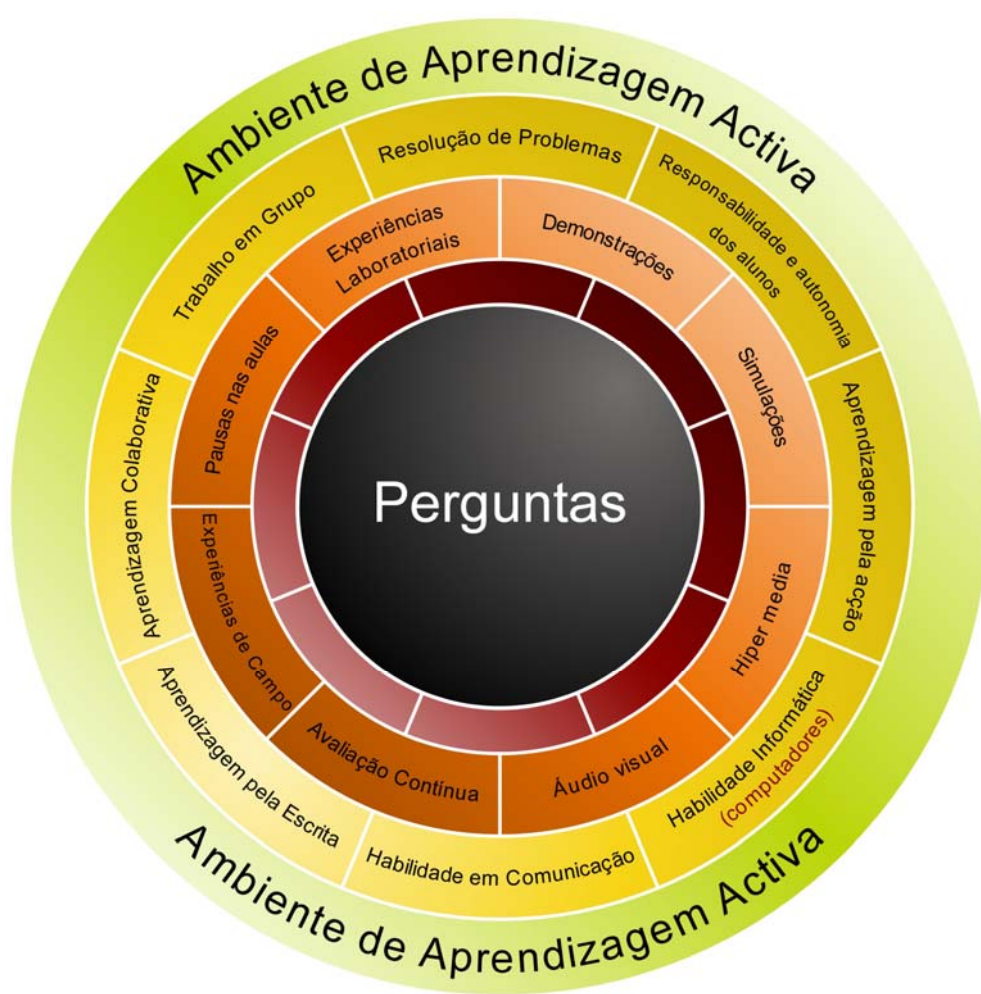 Ambiente de Aprendizagem Activa
Resolução de Problemas
Responsabilidade e autonomia
dos alunos
Aprendizagem pela acção
Habilidade Informática
(computadores)
Habilidade em Comunicação
Aprendizagem pela Escrita
Aprendizagem Colaborativa
Trabalho em Grupo
Experiências
Laboratoriais
Demonstrações
Simulações
Hiper media
Áudio visual
Avaliação Contínua
Experiências de Campo
Pausas nas aulas
Perguntas
Ambiente de Aprendizagem Activa